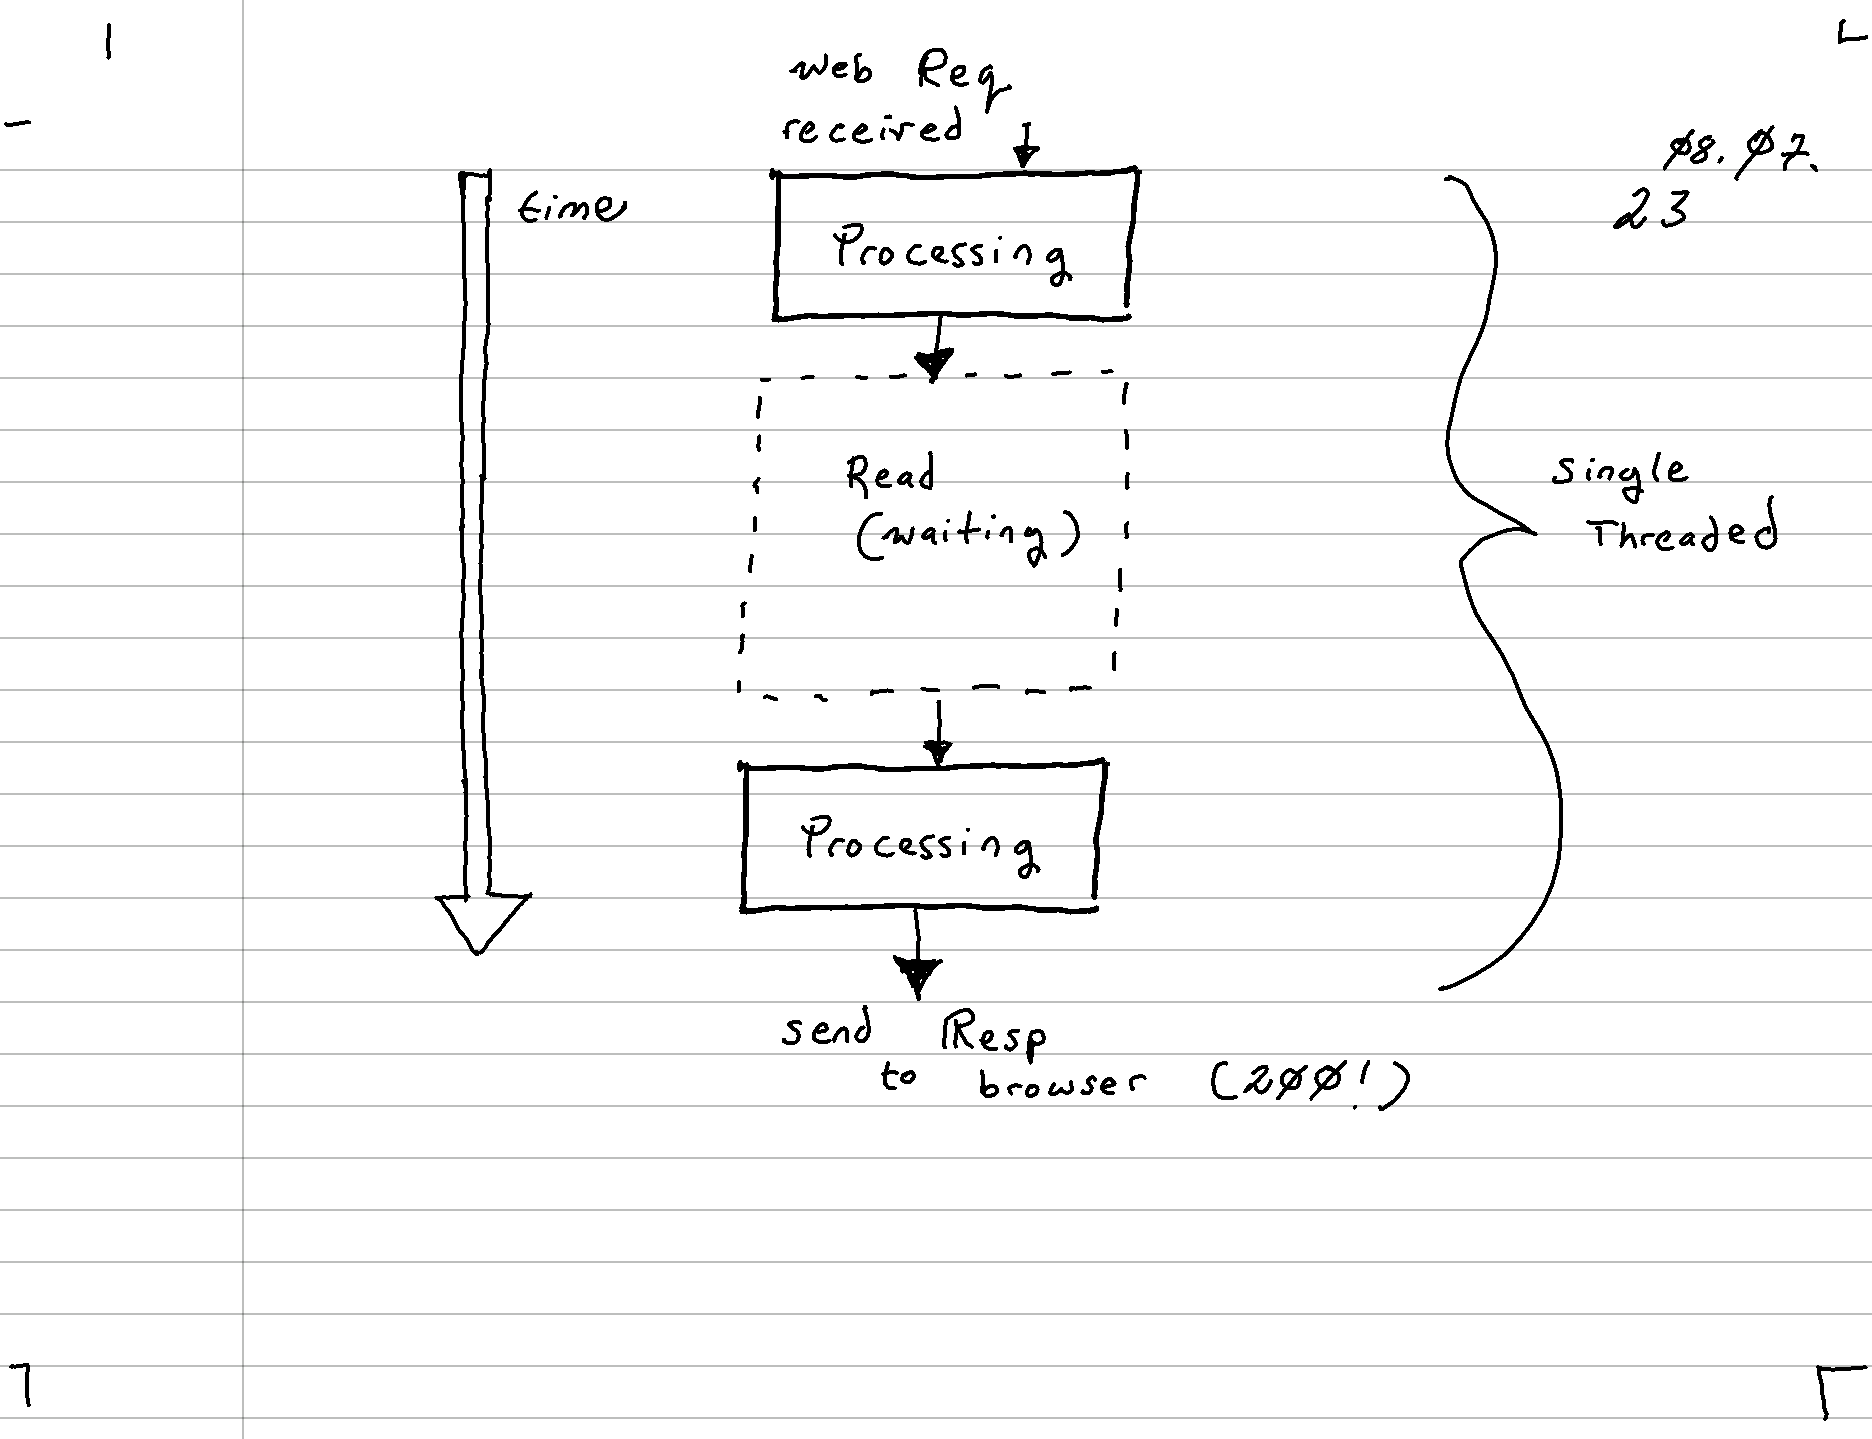 web Req
received
ø8. ø7.
23
time
Processing
Read
(waiting)
single
Threaded
Processing
send Resp
to browser (2øø!)